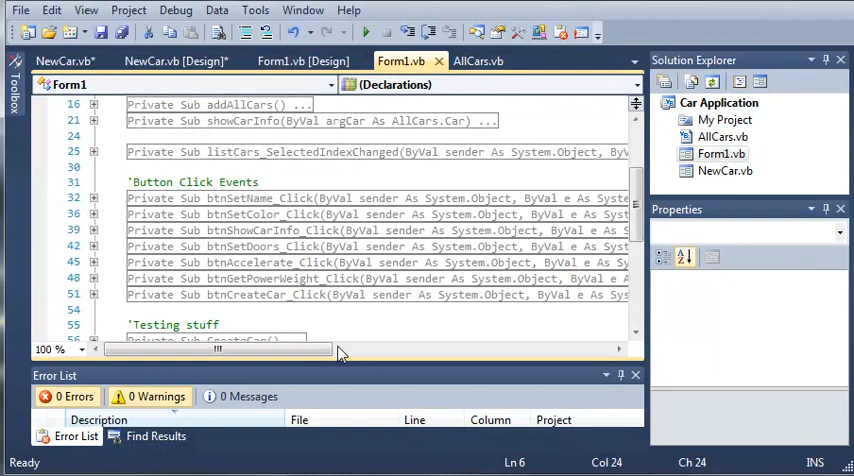 File Edit View Project Debug Data Tools Window Help
NewCar.vb* NewCar.vb [Design]* Form1.vb [Design] Form1.vb AllCars.vb
Toolbox
Form1 (Declarations)
16 Private Sub addAllCars() ...
21 Private Sub showCarInfo(ByVal argCar As AllCars.Car) ...
24
25 Private Sub listCars_SelectedIndexChanged(ByVal sender As System.Object, ByV
30
31 'Button Click Events
32 Private Sub btnSetName_Click(ByVal sender As System.Object, ByVal e As Syste
36 Private Sub btnSetColor_Click(ByVal sender As System.Object, ByVal e As Syst
39 Private Sub btnShowCarInfo_Click(ByVal sender As System.Object, ByVal e As S
42 Private Sub btnSetDoors_Click(ByVal sender As System.Object, ByVal e As Syst
45 Private Sub btnAccelerate_Click(ByVal sender As System.Object, ByVal e As Sy
48 Private Sub btnGetPowerWeight_Click(ByVal sender As System.Object, ByVal e A
51 Private Sub btnCreateCar_Click(ByVal sender As System.Object, ByVal e As Sys
54
55 'Testing stuff
56 Private Sub CreateCar()
100 %
Error List
0 Errors 0 Warnings 0 Messages
Description File Line Column Project
Error List Find Results
Solution Explorer
Car Application
My Project
AllCars.vb
Form1.vb
NewCar.vb
Properties
Ready Ln 6 Col 24 Ch 24 INS